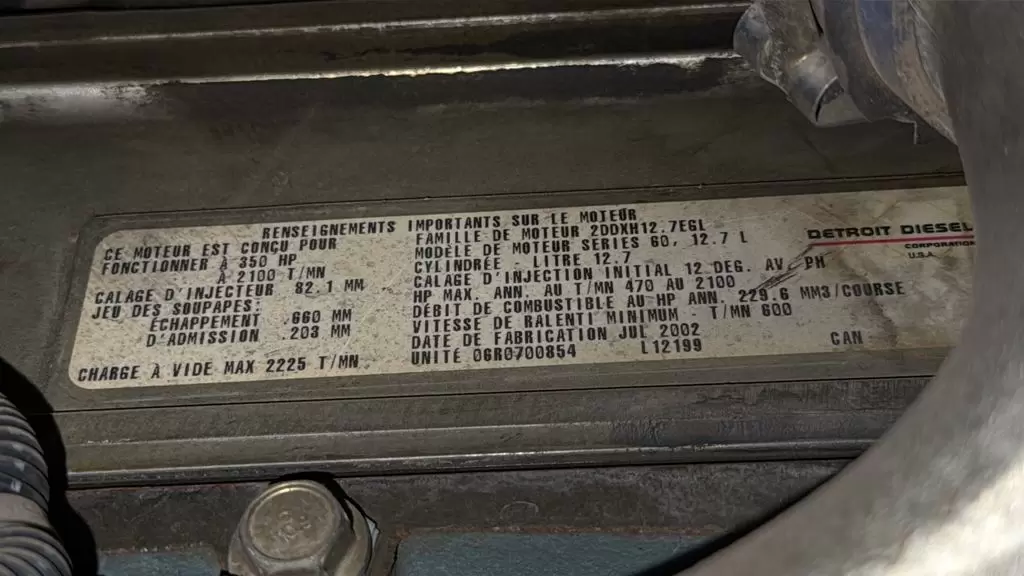 RENSEIGNEMENTS IMPORTANTS SUR LE MOTEUR
CE MOTEUR EST CONÇU POUR
FONCTIONNER À 350 HP
À 2100 T/MN
CALAGE D'INJECTEUR 82.1 MM
JEU DES SOUPAPES:
ÉCHAPPEMENT .660 MM
D'ADMISSION .203 MM
CHARGE À VIDE MAX 2225 T/MN
FAMILLE DE MOTEUR 2DDXH12.7EGL
MODÈLE DE MOTEUR SÉRIES 60, 12.7 L
CYLINDRÉE - LITRE 12.7
CALAGE D'INJECTION INITIAL 12 DEG. AV. PH
HP MAX. ANN. AU T/MN 470 AU 2100
DÉBIT DE COMBUSTIBLE AU HP ANN. 229.6 MM3/COURSE
VITESSE DE RALENTI MINIMUM - T/MN 600
DATE DE FABRICATION JUL 2002
UNITÉ 06R0700854 L12199 CAN
DETROIT DIESEL
CORPORATION
U.S.A.